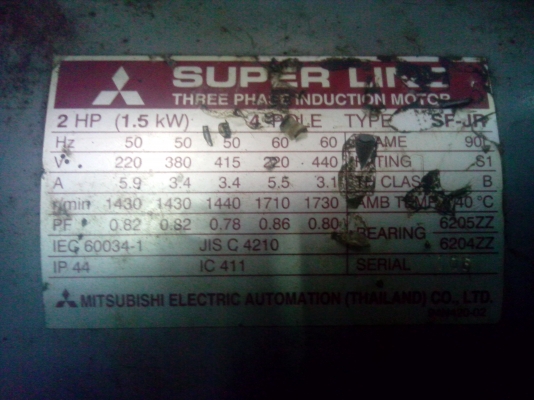 SUPER LINE
THREE PHASE INDUCTION MOTOR
2 HP (1.5 kW) 4 POLE TYPE SF-JR
Hz 50 50 50 60 60 FRAME 90L
V 220 380 415 220 440 RATING S1
A 5.9 3.4 3.4 5.5 3.1 TH CLASS B
r/min 1430 1430 1440 1710 1730 AMB TEMP 40 °C
PF 0.82 0.82 0.78 0.86 0.80 BEARING 6205ZZ
6204ZZ
IEC 60034-1 JIS C 4210
IP 44 IC 411 SERIAL
MITSUBISHI ELECTRIC AUTOMATION (THAILAND) CO., LTD.